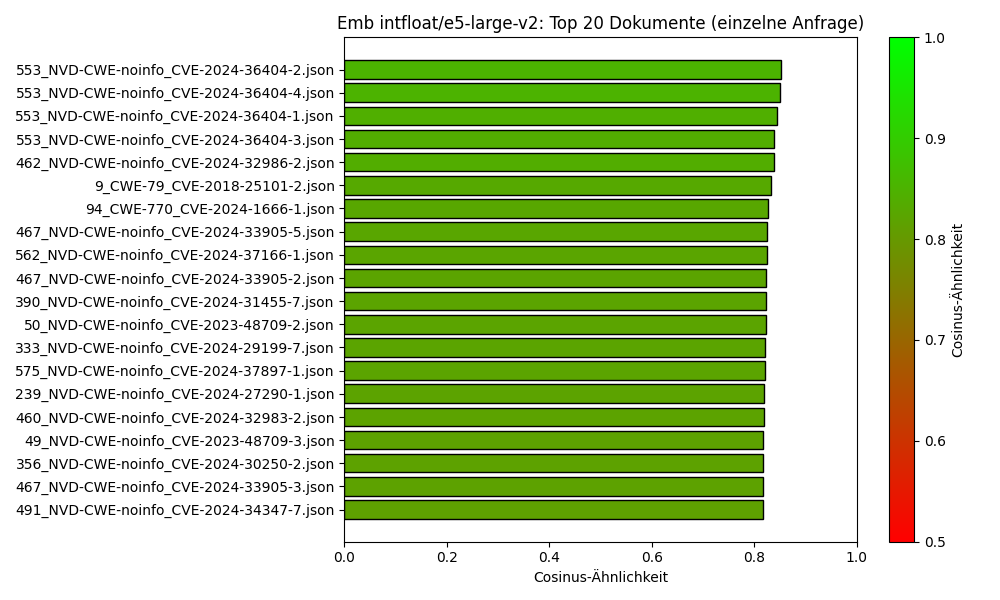 Emb intfloat/e5-large-v2: Top 20 Dokumente (einzelne Anfrage)
553_NVD-CWE-noinfo_CVE-2024-36404-2.json
553_NVD-CWE-noinfo_CVE-2024-36404-4.json
553_NVD-CWE-noinfo_CVE-2024-36404-1.json
553_NVD-CWE-noinfo_CVE-2024-36404-3.json
462_NVD-CWE-noinfo_CVE-2024-32986-2.json
9_CWE-79_CVE-2018-25101-2.json
94_CWE-770_CVE-2024-1666-1.json
467_NVD-CWE-noinfo_CVE-2024-33905-5.json
562_NVD-CWE-noinfo_CVE-2024-37166-1.json
467_NVD-CWE-noinfo_CVE-2024-33905-2.json
390_NVD-CWE-noinfo_CVE-2024-31455-7.json
50_NVD-CWE-noinfo_CVE-2023-48709-2.json
333_NVD-CWE-noinfo_CVE-2024-29199-7.json
575_NVD-CWE-noinfo_CVE-2024-37897-1.json
239_NVD-CWE-noinfo_CVE-2024-27290-1.json
460_NVD-CWE-noinfo_CVE-2024-32983-2.json
49_NVD-CWE-noinfo_CVE-2023-48709-3.json
356_NVD-CWE-noinfo_CVE-2024-30250-2.json
467_NVD-CWE-noinfo_CVE-2024-33905-3.json
491_NVD-CWE-noinfo_CVE-2024-34347-7.json
0.0 0.2 0.4 0.6 0.8 1.0
Cosinus-Ähnlichkeit
1.0
0.9
0.8
0.7
0.6
0.5
Cosinus-Ähnlichkeit